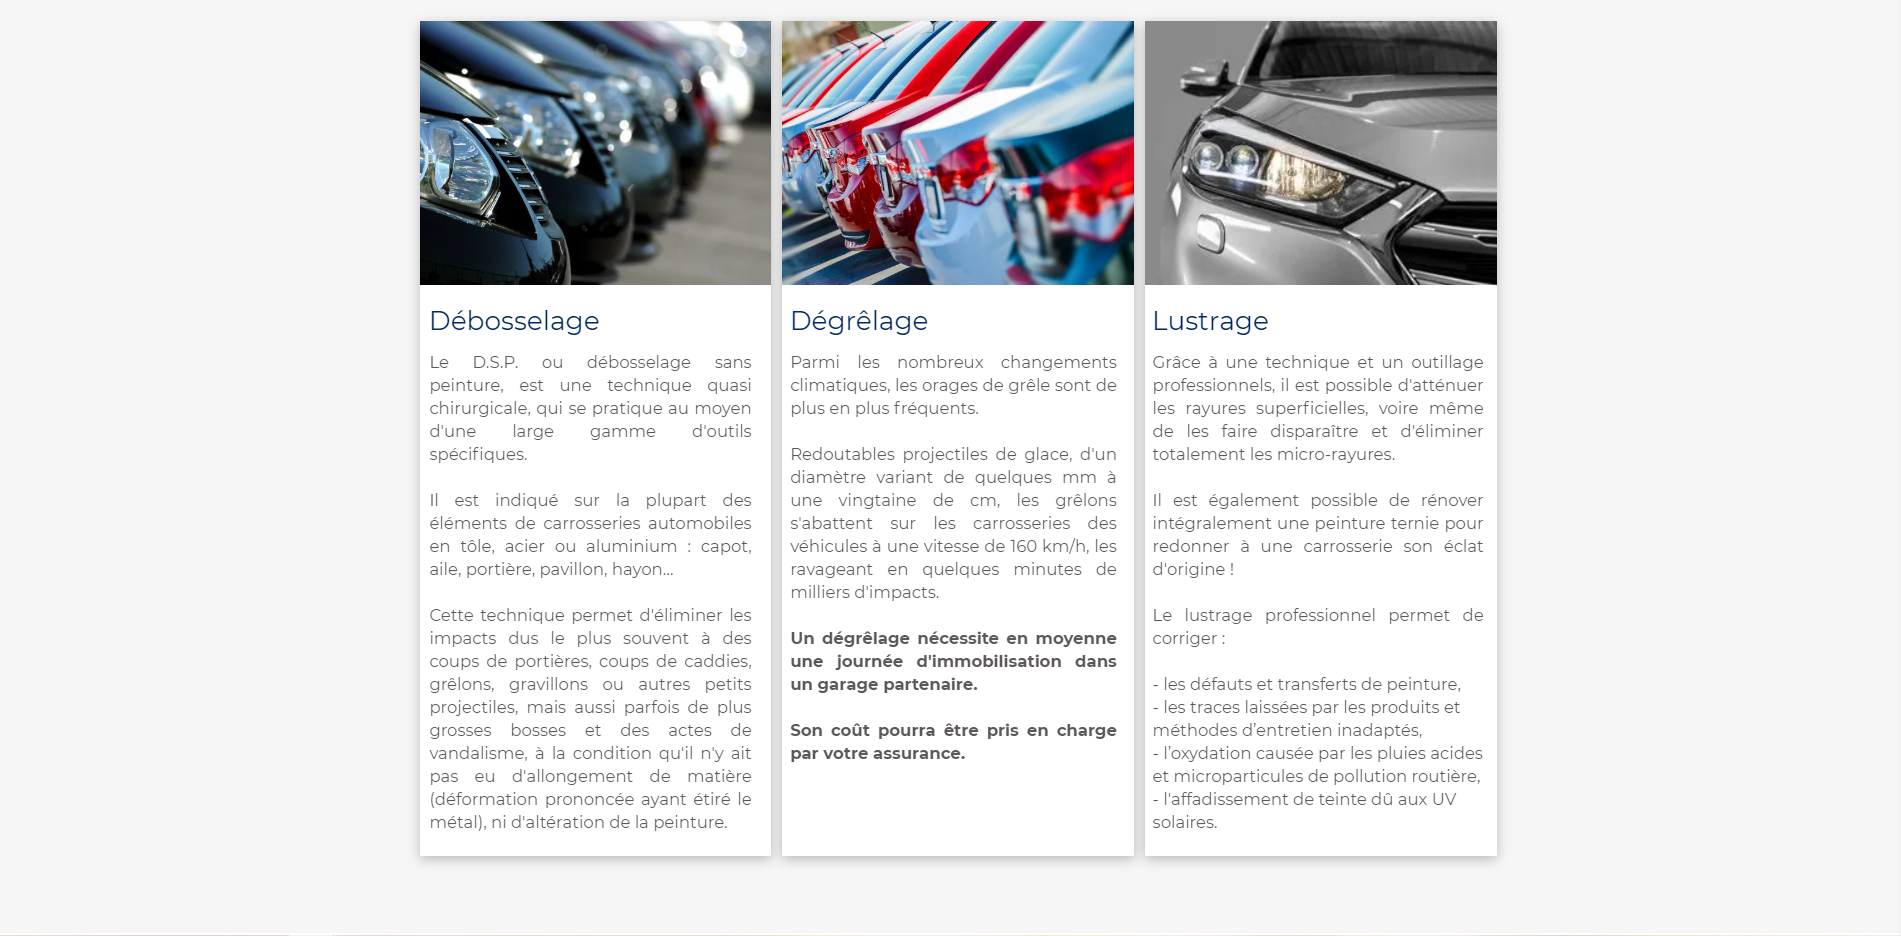 Débosselage
Le D.S.P. ou débosselage sans
peinture, est une technique quasi
chirurgicale, qui se pratique au moyen
d'une large gamme d'outils
spécifiques.
Il est indiqué sur la plupart des
éléments de carrosseries automobiles
en tôle, acier ou aluminium : capot,
aile, portière, pavillon, hayon...
Cette technique permet d'éliminer les
impacts dus le plus souvent à des
coups de portières, coups de caddies,
grêlons, gravillons ou autres petits
projectiles, mais aussi parfois de plus
grosses bosses et des actes de
vandalisme, à la condition qu'il n'y ait
pas eu d'allongement de matière
(déformation prononcée ayant étiré le
métal), ni d'altération de la peinture.
Dégrêlage
Parmi les nombreux changements
climatiques, les orages de grêle sont de
plus en plus fréquents.
Redoutables projectiles de glace, d'un
diamètre variant de quelques mm à
une vingtaine de cm, les grêlons
s'abattent sur les carrosseries des
véhicules à une vitesse de 160 km/h, les
ravageant en quelques minutes de
milliers d'impacts.
Un dégrêlage nécessite en moyenne
une journée d'immobilisation dans
un garage partenaire.
Son coût pourra être pris en charge
par votre assurance.
Lustrage
Grâce à une technique et un outillage
professionnels, il est possible d'atténuer
les rayures superficielles, voire même
de les faire disparaître et d'éliminer
totalement les micro-rayures.
Il est également possible de rénover
intégralement une peinture ternie pour
redonner à une carrosserie son éclat
d'origine !
Le lustrage professionnel permet de
corriger :
- les défauts et transferts de peinture,
- les traces laissées par les produits et
méthodes d’entretien inadaptés,
- l’oxydation causée par les pluies acides
et microparticules de pollution routière,
- l'affadissement de teinte dû aux UV
solaires.